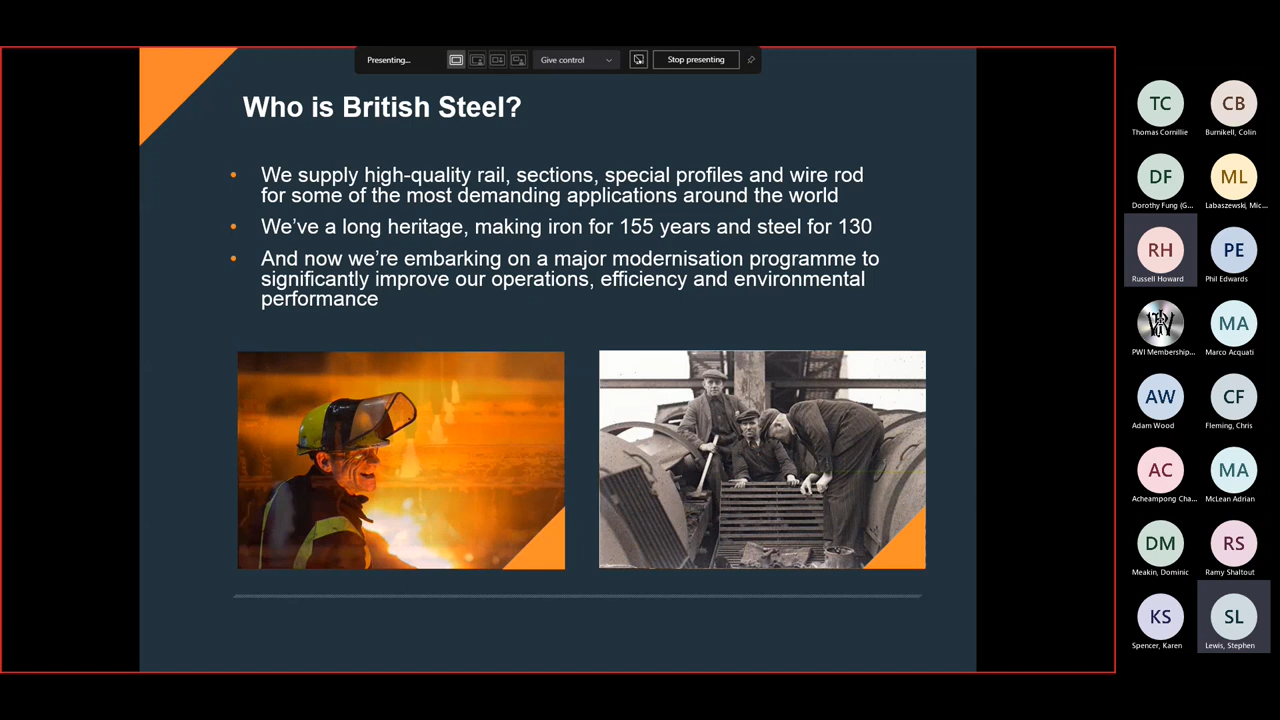 Presenting...
Give control
Stop presenting
Who is British Steel?
• We supply high-quality rail, sections, special profiles and wire rod
for some of the most demanding applications around the world
• We've a long heritage, making iron for 155 years and steel for 130
• And now we're embarking on a major modernisation programme to
significantly improve our operations, efficiency and environmental
performance
TC
CB
Thomas Cornillie
Burnikell, Colin
DF
ML
Dorothy Fung (G...
Labaszewski, Mic...
RH
PE
Russell Howard
Phil Edwards
MA
PWI Membership...
Marco Acquati
AW
CF
Adam Wood
Fleming, Chris
AC
MA
Acheampong Cha...
McLean Adrian
DM
RS
Meakin, Dominic
Ramy Shaltout
KS
SL
Spencer, Karen
Lewis, Stephen